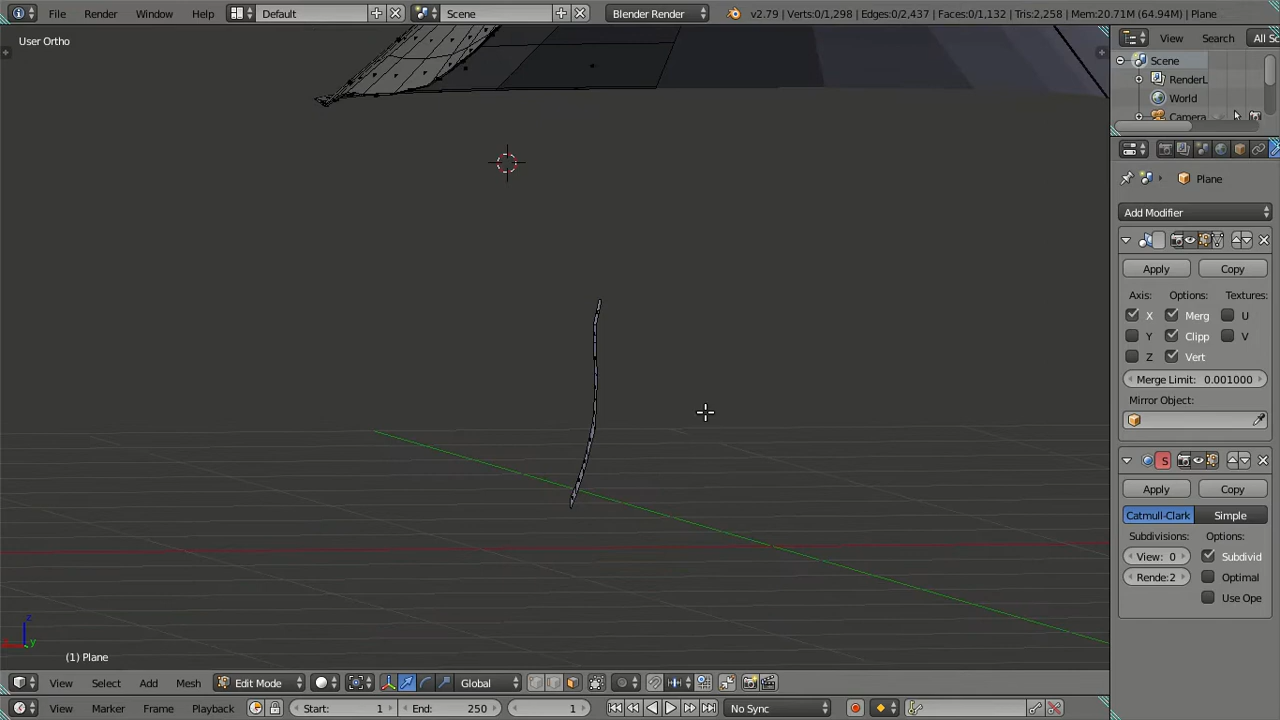 File Render Window Help Default Scene Blender Render v2.79 | Verts:0/1,298 | Edges:0/2,437 | Faces:0/1,132 | Tris:2,258 | Mem:20.71M (64.94M) | Plane
User Ortho
View Search All Sc
Scene
RenderL
World
Camera
Plane
Add Modifier
Apply Copy
Axis: Options: Textures:
X Merg U
Y Clipp V
Z Vert
Merge Limit: 0.001000
Mirror Object:
S
Apply Copy
Catmull-Clark Simple
Subdivisions: Options:
View: 0 Subdivid
Rende:2 Optimal
Use Ope
z
x y
(1) Plane
View Select Add Mesh Edit Mode Global
View Marker Frame Playback Start: 1 End: 250 1 No Sync